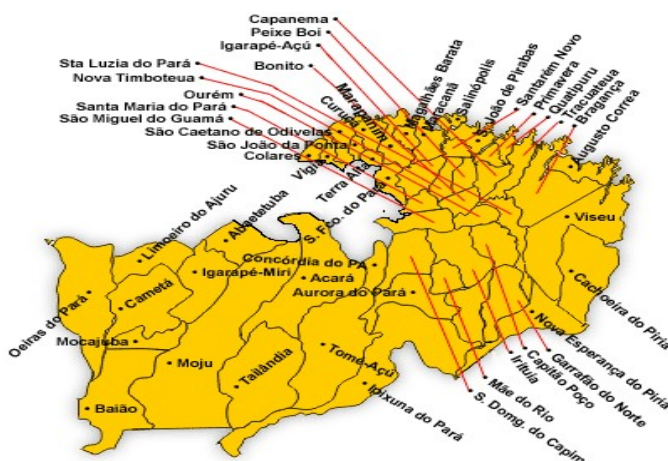 Capanema
Peixe Boi
Igarapé-Açú
Sta Luzia do Pará
Bonito
Nova Timboteua
Ourém
Santa Maria do Pará
São Miguel do Guamá
São Caetano de Odivelas
São João da Ponta
Colares
Vigia
Terra Alta
Curuçá
Marapanim
Magalhães Barata
Maracanã
Salinópolis
S. João de Pirabas
Santarém Novo
Primavera
Quatipuru
Tracuateua
Bragança
Augusto Correa
Viseu
S. Fco. do Pará
Limoeiro do Ajuru
Abaetetuba
Concórdia do PA
Igarapé-Miri
Acará
Aurora do Pará
Cachoeira do Piria
Oeiras do Pará
Cametá
Mocajuba
Moju
Tailândia
Tomé-Açú
Ipixuna do Pará
Baião
Nova Esperança do Piria
Garrafão do Norte
Capitão Poço
Irituia
Mãe do Rio
S. Domg. do Capim